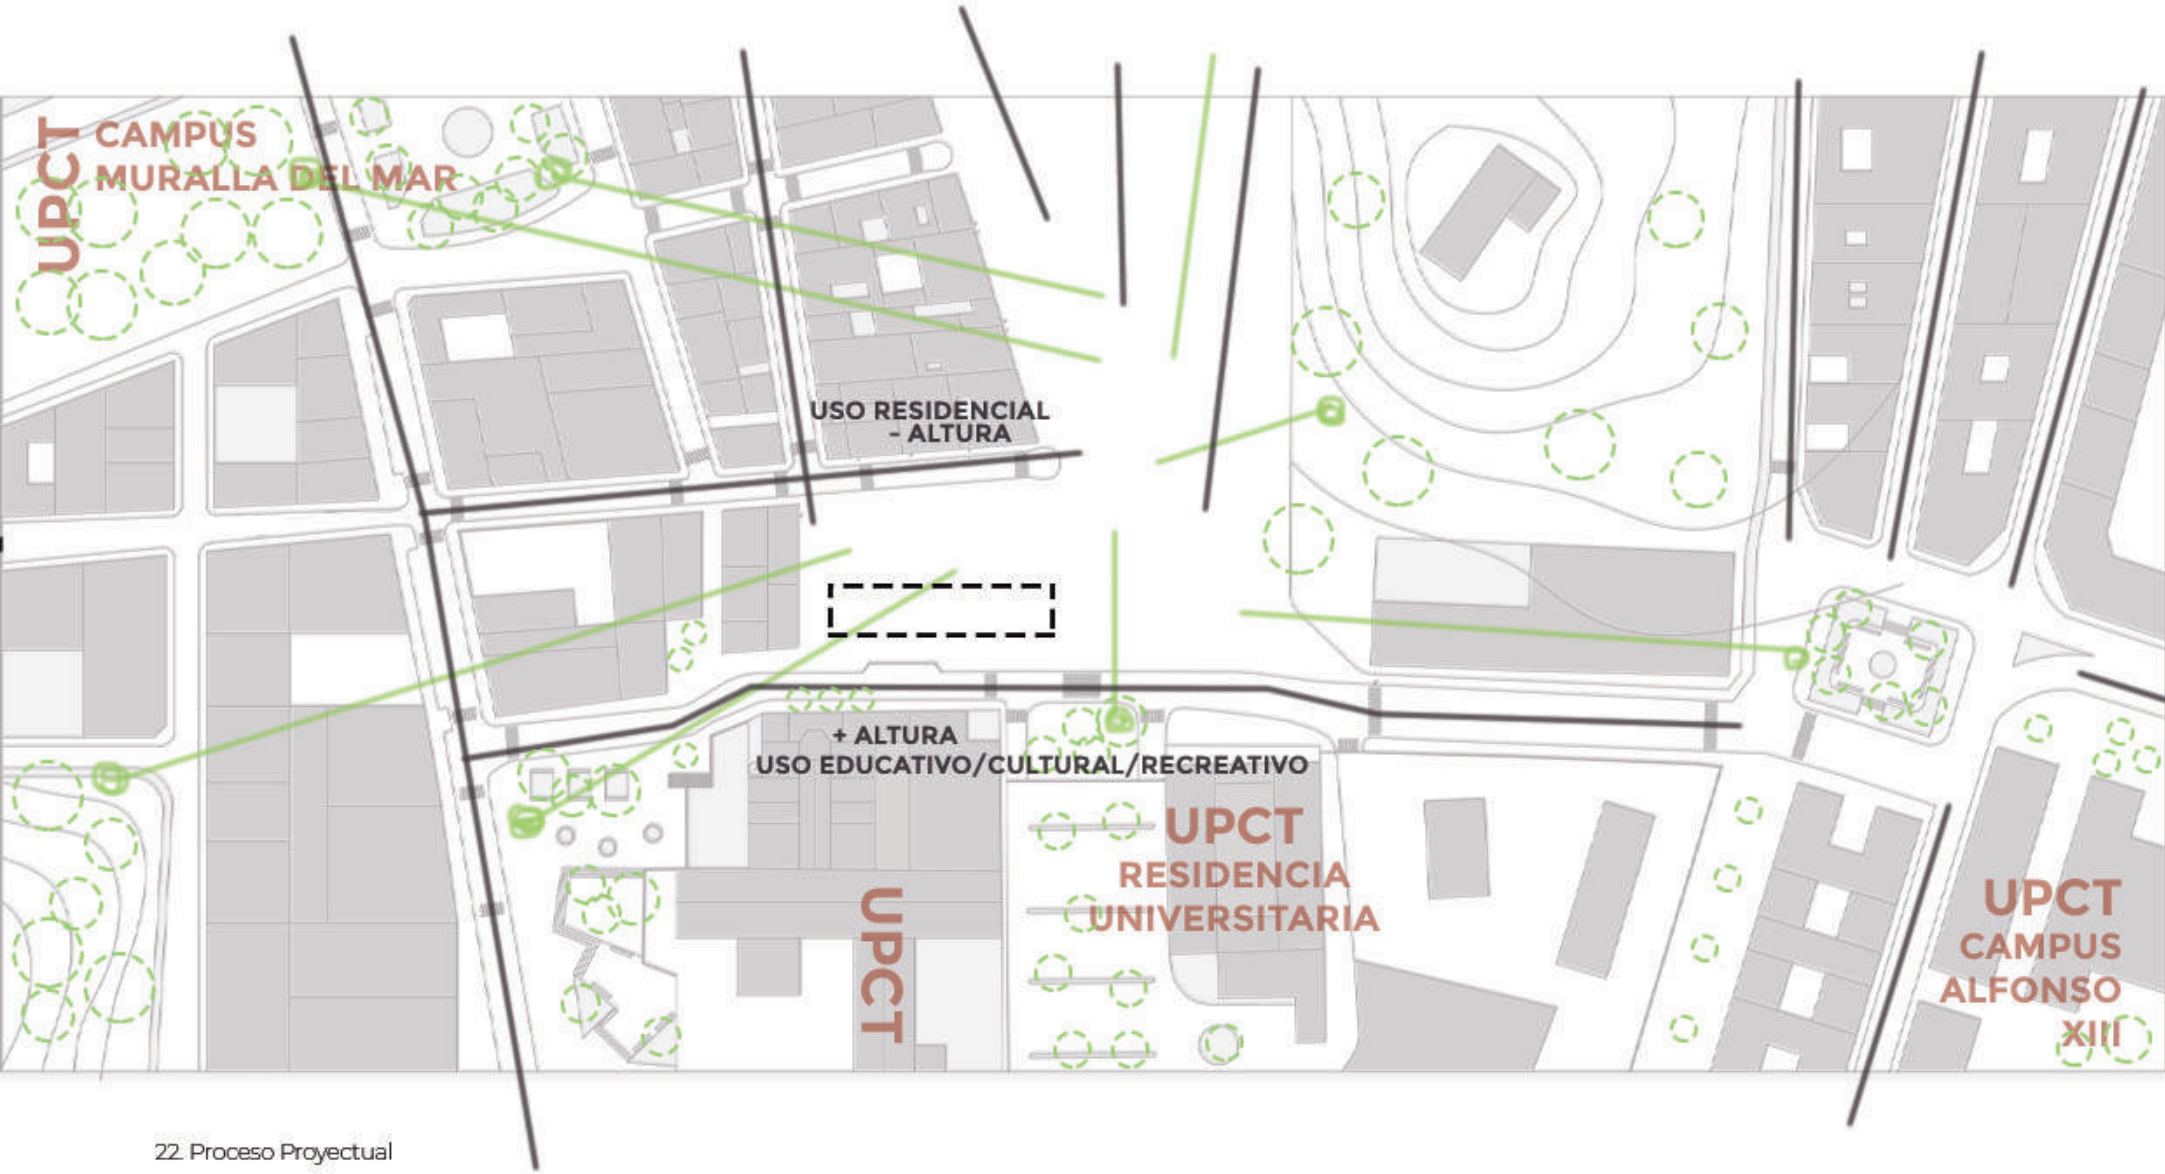 UPCT
CAMPUS
MURALLA DEL MAR
USO RESIDENCIAL
- ALTURA
+ ALTURA
USO EDUCATIVO/CULTURAL/RECREATIVO
UPCT
RESIDENCIA
UNIVERSITARIA
UPCT
UPCT
CAMPUS
ALFONSO
XIII
22. Proceso Proyectual